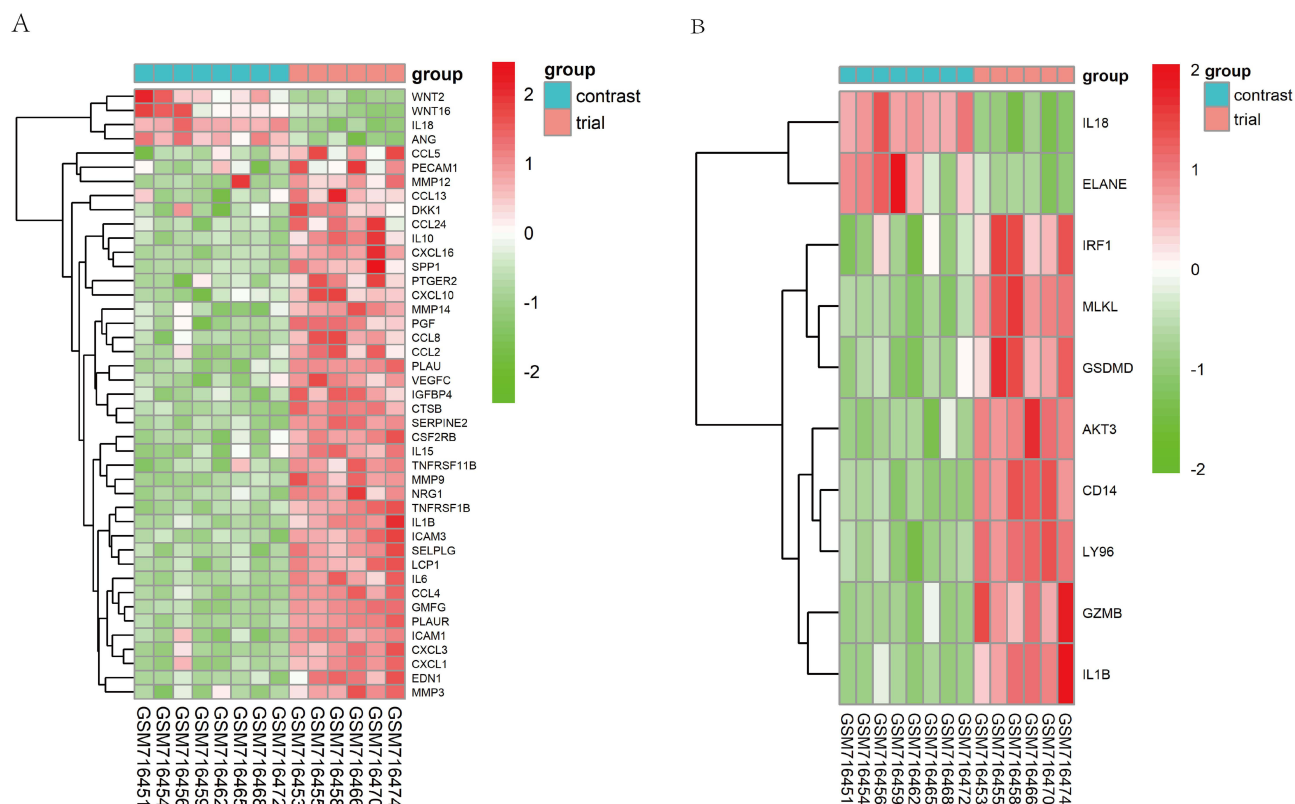 A
group
WNT2
WNT16
IL18
ANG
CCL5
PECAM1
MMP12
CCL13
DKK1
CCL24
IL10
CXCL16
SPP1
PTGER2
CXCL10
MMP14
PGF
CCL8
CCL2
PLAU
VEGFC
IGFBP4
CTSB
SERPINE2
CSF2RB
IL15
TNFRSF11B
MMP9
NRG1
TNFRSF1B
IL1B
ICAM3
SELPLG
LCP1
IL6
CCL4
GMFG
PLAUR
ICAM1
CXCL3
CXCL1
EDN1
MMP3
GSM716451
GSM716454
GSM716456
GSM716459
GSM716462
GSM716465
GSM716468
GSM716472
GSM716453
GSM716455
GSM716458
GSM716466
GSM716470
GSM716474
2
1
0
-1
-2
group
contrast
trial
B
group
IL18
ELANE
IRF1
MLKL
GSDMD
AKT3
CD14
LY96
GZMB
IL1B
GSM716451
GSM716454
GSM716456
GSM716459
GSM716462
GSM716465
GSM716468
GSM716472
GSM716453
GSM716455
GSM716458
GSM716466
GSM716470
GSM716474
2
1
0
-1
-2
group
contrast
trial